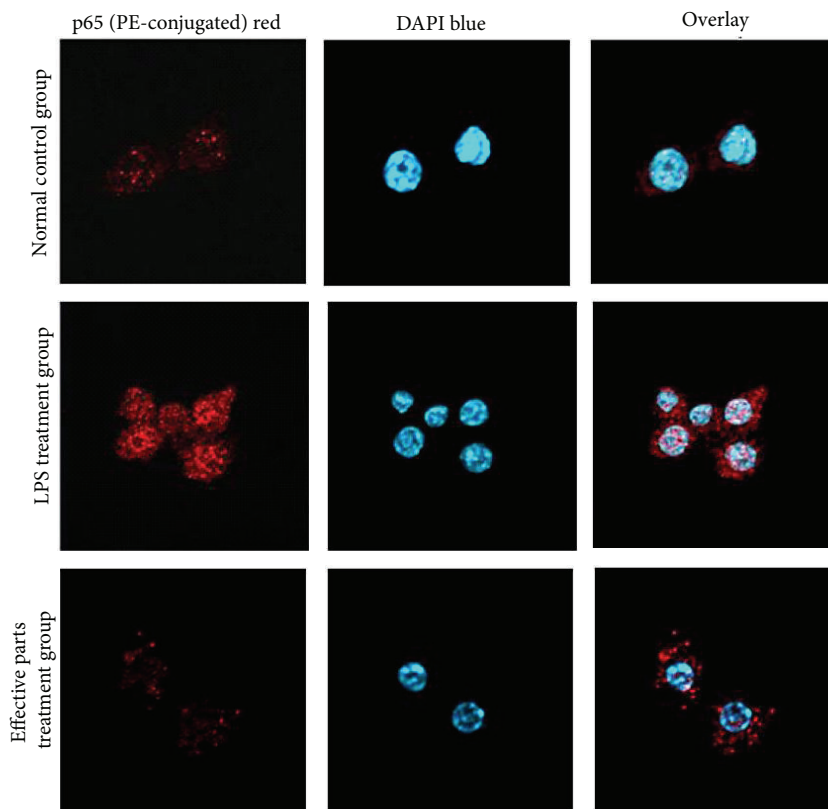 p65 (PE-conjugated) red
DAPI blue
Overlay
Normal control group
LPS treatment group
Effective parts
treatment group